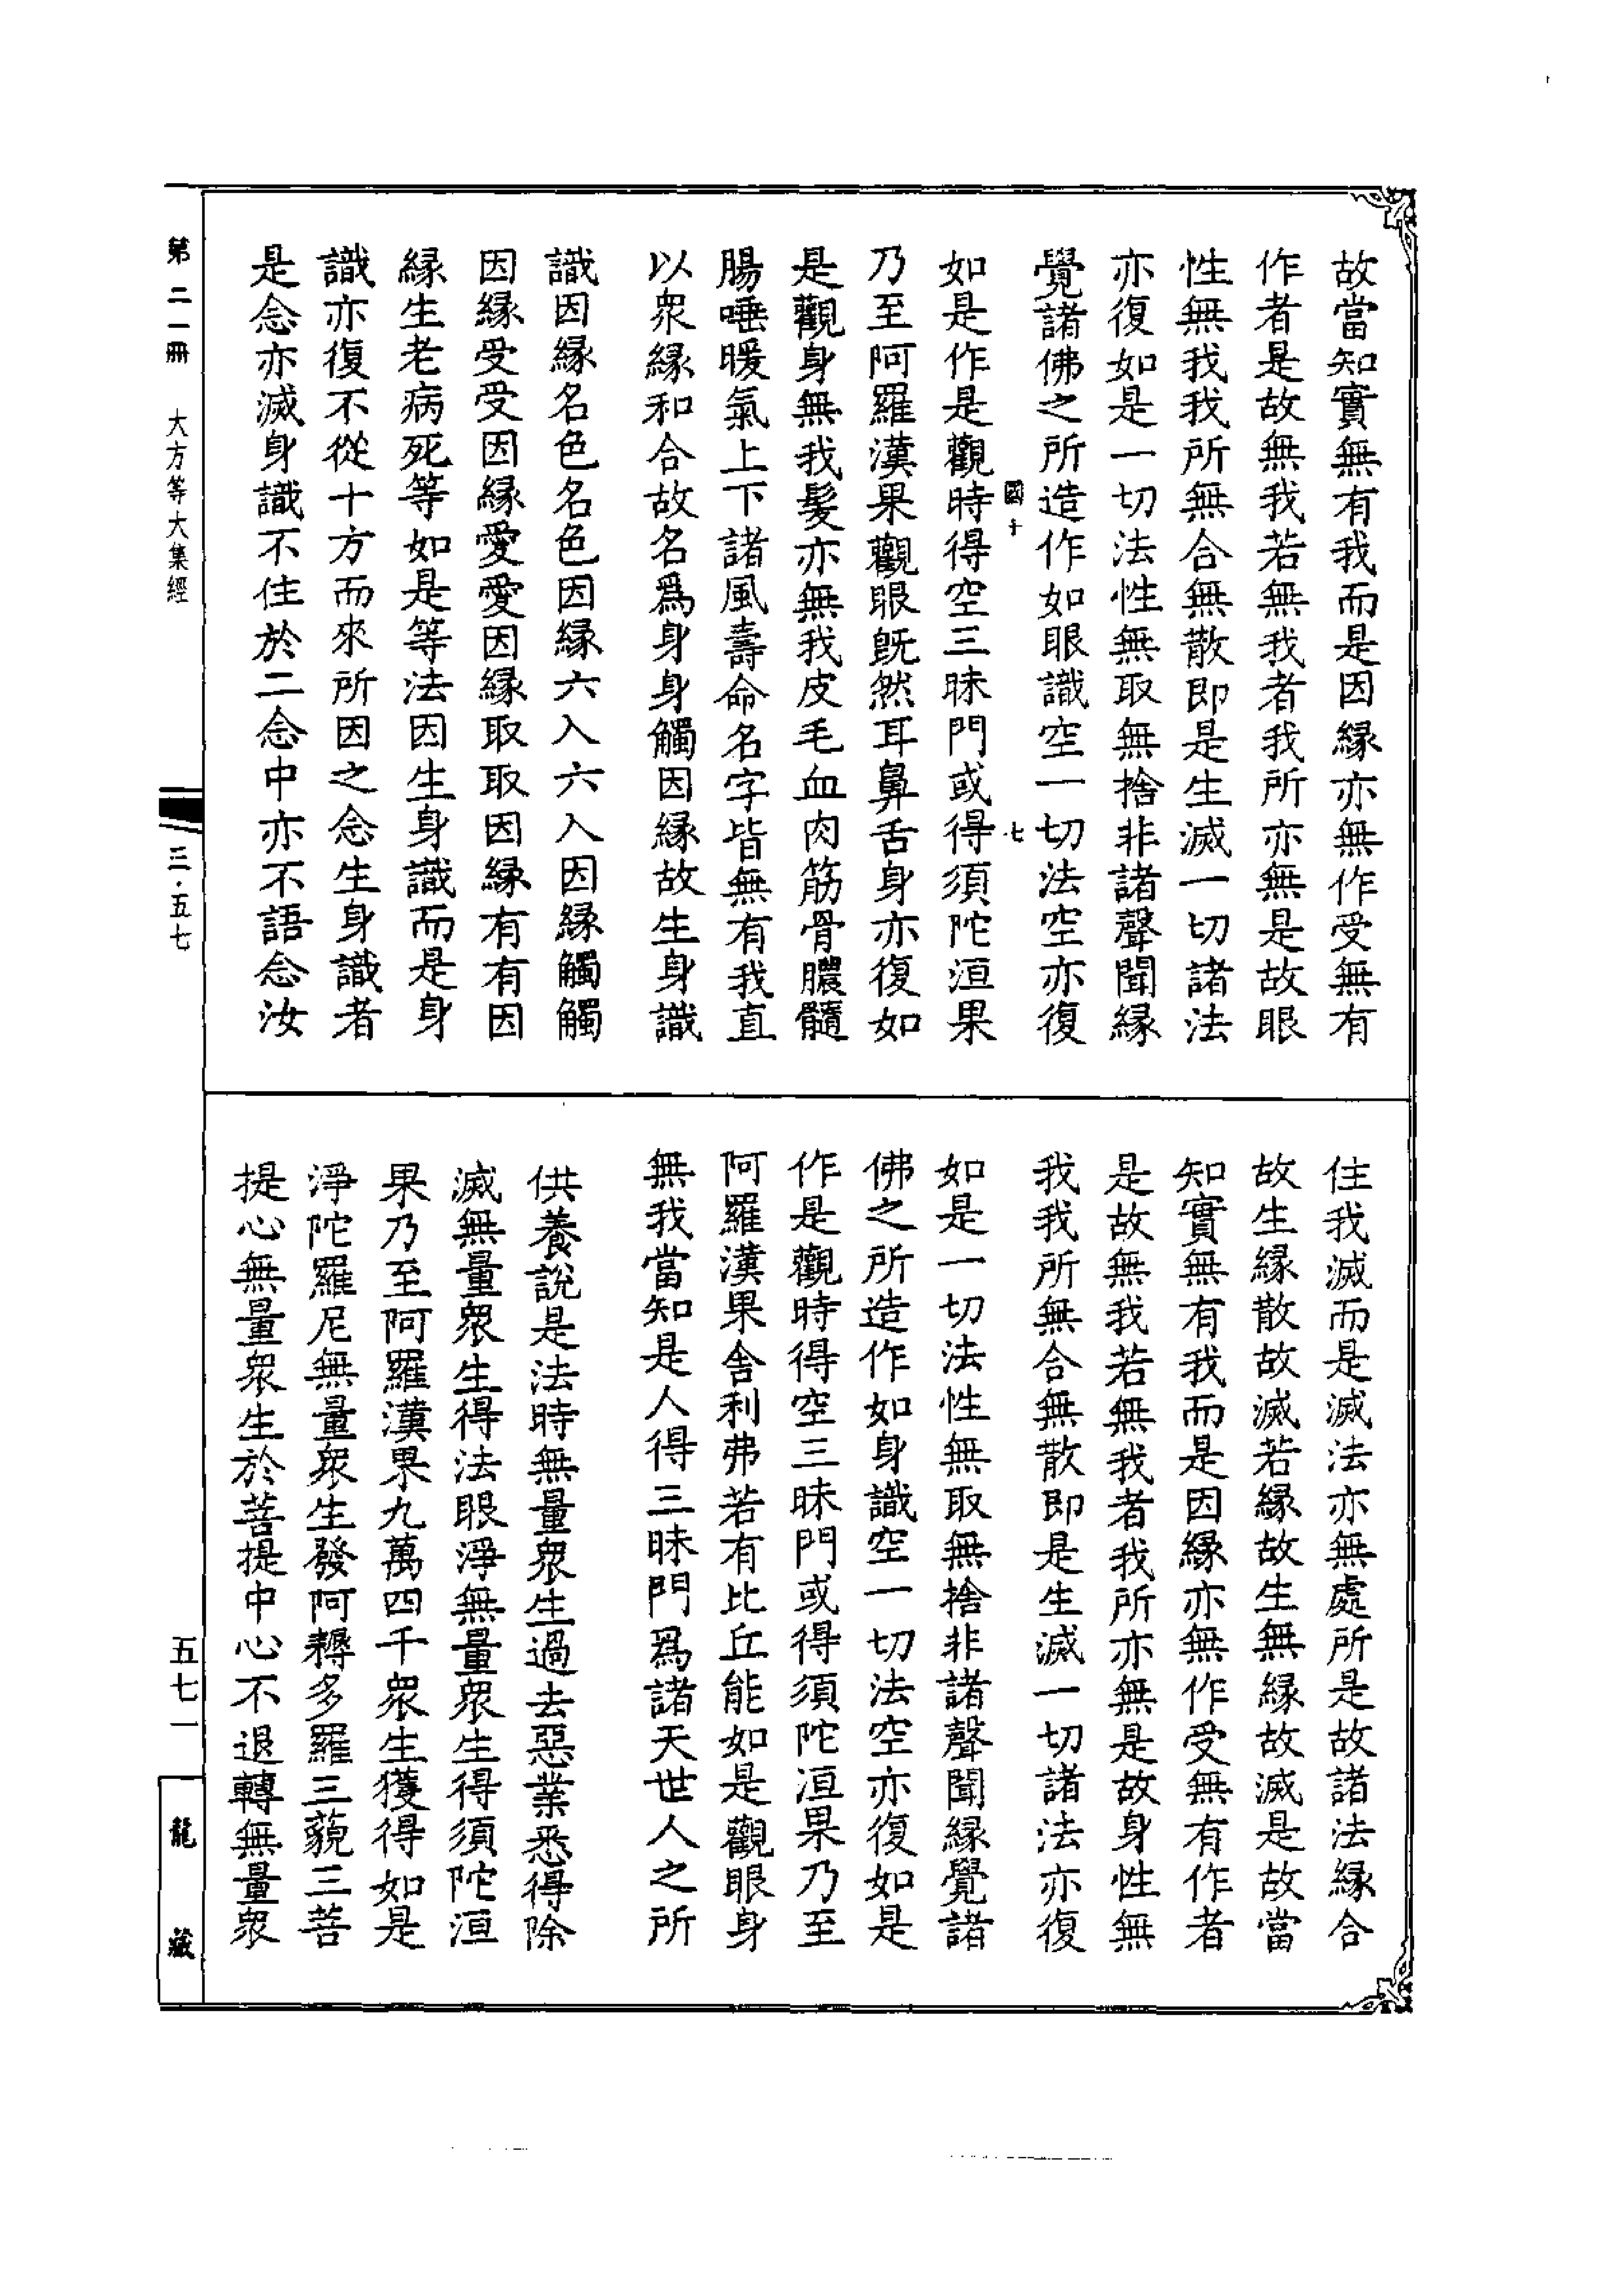 故當知實無有我而是因緣亦無作受無有
作者是故無我若無我者我所亦無是故眼
性無我我所無合無散即是生滅一切諸法
亦復如是一切法性無取無捨非諸聲聞緣
覺諸佛之所造作如眼識空一切法空亦復
國十 七
如是作是觀時得空三昧門或得須陀洹果
乃至阿羅漢果觀眼旣然耳鼻舌身亦復如
是觀身無我髮亦無我皮毛血肉筋骨膿髓
腸唾暖氣上下諸風壽命名字皆無有我直
以衆緣和合故名爲身身觸因緣故生身識
識因緣名色名色因緣六入六入因緣觸觸
因緣受受因緣愛愛因緣取取因緣有有因
緣生老病死等如是等法因生身識而是身
識亦復不從十方而來所因之念生身識者
是念亦滅身識不住於二念中亦不語念汝
住我滅而是滅法亦無處所是故諸法緣合
故生緣散故滅若緣故生無緣故滅是故當
知實無有我而是因緣亦無作受無有作者
是故無我若無我者我所亦無是故身性無
我我所無合無散即是生滅一切諸法亦復
如是一切法性無取無捨非諸聲聞緣覺諸
佛之所造作如身識空一切法空亦復如是
作是觀時得空三昧門或得須陀洹果乃至
阿羅漢果舍利弗若有比丘能如是觀眼身
無我當知是人得三昧門爲諸天世人之所
供養說是法時無量衆生過去惡業悉得除
滅無量衆生得法眼淨無量衆生得須陀洹
果乃至阿羅漢果九萬四千衆生獲得如是
淨陀羅尼無量衆生發阿耨多羅三藐三菩
提心無量衆生於菩提中心不退轉無量衆
第二一冊 大方等大集經 三·五七 五七一 龍藏